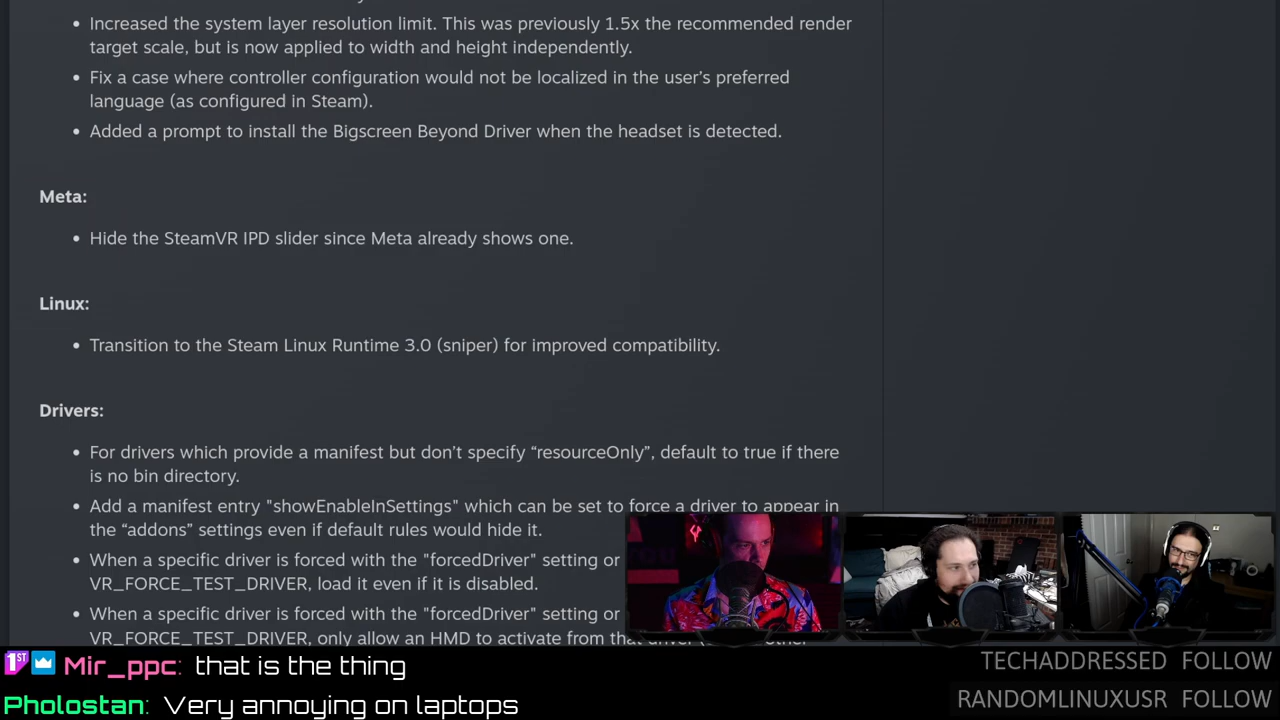 • Increased the system layer resolution limit. This was previously 1.5x the recommended render
target scale, but is now applied to width and height independently.
• Fix a case where controller configuration would not be localized in the user's preferred
language (as configured in Steam).
• Added a prompt to install the Bigscreen Beyond Driver when the headset is detected.
Meta:
• Hide the SteamVR IPD slider since Meta already shows one.
Linux:
• Transition to the Steam Linux Runtime 3.0 (sniper) for improved compatibility.
Drivers:
• For drivers which provide a manifest but don't specify “resourceOnly”, default to true if there
is no bin directory.
• Add a manifest entry "showEnableInSettings" which can be set to force a driver to appear in
the “addons” settings even if default rules would hide it.
• When a specific driver is forced with the "forcedDriver" setting or
VR_FORCE_TEST_DRIVER, load it even if it is disabled.
• When a specific driver is forced with the "forcedDriver" setting or
VR_FORCE_TEST_DRIVER, only allow an HMD to activate from that
1ST Mir_ppc: that is the thing
Pholostan: Very annoying on laptops
TECHADDRESSED FOLLOW
RANDOMLINUXUSR FOLLOW